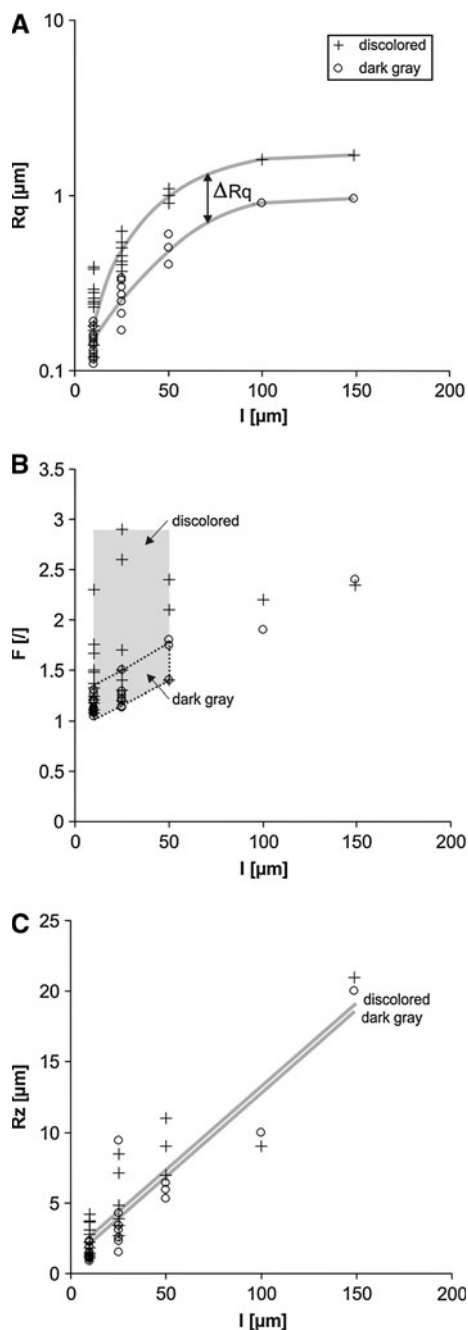 A
+ discolored
○ dark gray
10
1
0.1
Rq [µm]
ΔRq
0 50 100 150 200
l [µm]
B
3.5
3
2.5
2
1.5
1
0.5
0
F [/]
discolored
dark gray
0 50 100 150 200
l [µm]
C
25
20
15
10
5
0
Rz [µm]
discolored
dark gray
0 50 100 150 200
l [µm]